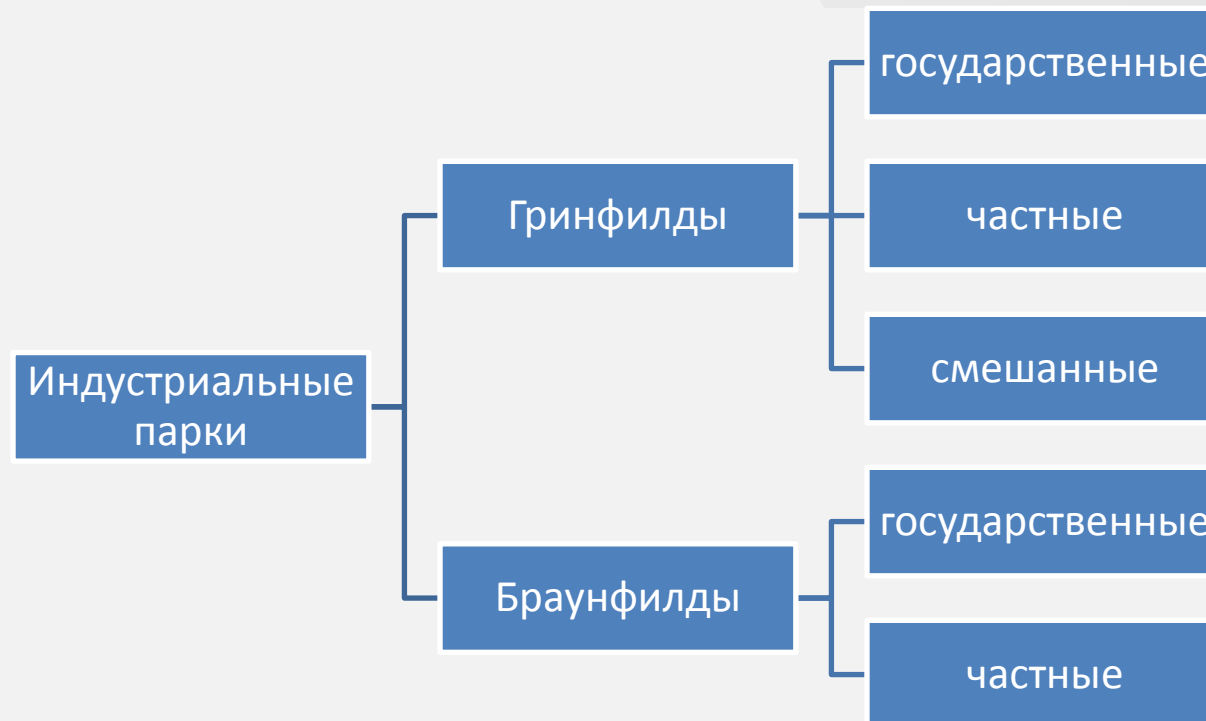 Индустриальные
парки
Гринфилды
государственные
частные
смешанные
Браунфилды
государственные
частные